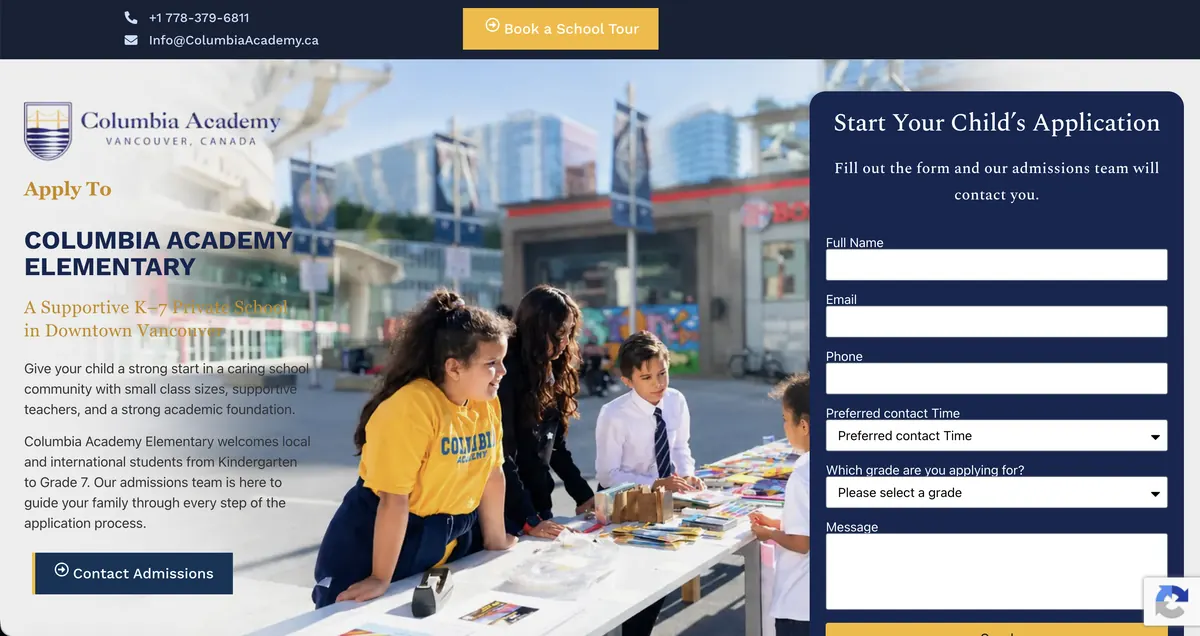 +1 778-379-6811
Info@ColumbiaAcademy.ca
Book a School Tour
Columbia Academy
VANCOUVER, CANADA
Apply To
COLUMBIA ACADEMY
ELEMENTARY
A Supportive K–7 Private School
in Downtown Vancouver
Give your child a strong start in a caring school
community with small class sizes, supportive
teachers, and a strong academic foundation.
Columbia Academy Elementary welcomes local
and international students from Kindergarten
to Grade 7. Our admissions team is here to
guide your family through every step of the
application process.
Contact Admissions
COLUMBIA
ACADEMY
Start Your Child’s Application
Fill out the form and our admissions team will
contact you.
Full Name
Email
Phone
Preferred contact Time
Preferred contact Time
Which grade are you applying for?
Please select a grade
Message